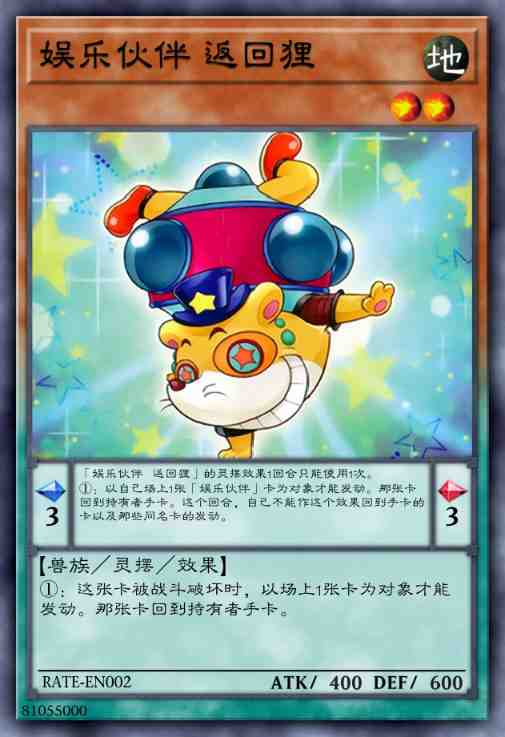 娱乐伙伴 返回狸
地
「娱乐伙伴 返回狸」的灵摆效果1回合只能使用1次。
①：以自己场上1张「娱乐伙伴」卡为对象才能发动。那张卡
回到持有者手卡。这个回合，自己不能作这个效果回到手卡的
卡以及那些同名卡的发动。
3
3
【兽族／灵摆／效果】
①：这张卡被战斗破坏时，以场上1张卡为对象才能
发动。那张卡回到持有者手卡。
RATE-EN002
ATK/ 400 DEF/ 600
81055000